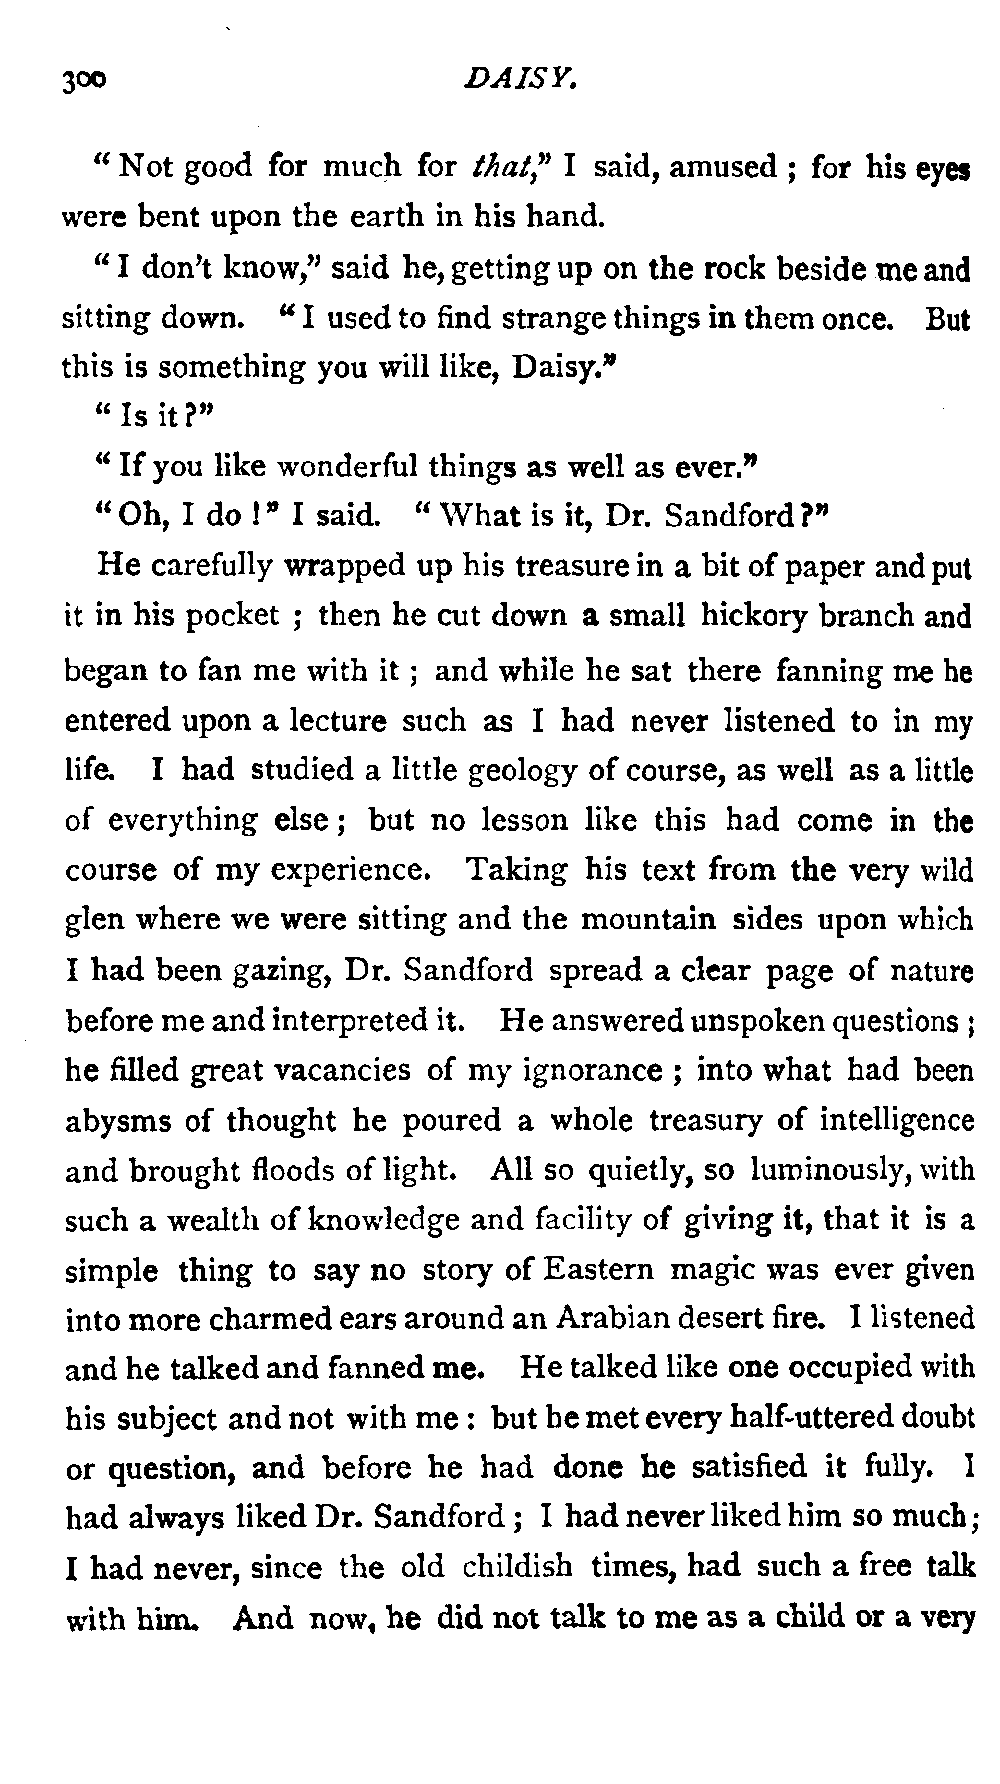 300 DAISY.
"Not good for much for that," I said, amused ; for his eyes
were bent upon the earth in his hand.
"I don't know," said he, getting up on the rock beside me and
sitting down. "I used to find strange things in them once. But
this is something you will like, Daisy."
"Is it?"
"If you like wonderful things as well as ever."
"Oh, I do !" I said. "What is it, Dr. Sandford?"
He carefully wrapped up his treasure in a bit of paper and put
it in his pocket ; then he cut down a small hickory branch and
began to fan me with it ; and while he sat there fanning me he
entered upon a lecture such as I had never listened to in my
life. I had studied a little geology of course, as well as a little
of everything else ; but no lesson like this had come in the
course of my experience. Taking his text from the very wild
glen where we were sitting and the mountain sides upon which
I had been gazing, Dr. Sandford spread a clear page of nature
before me and interpreted it. He answered unspoken questions ;
he filled great vacancies of my ignorance ; into what had been
abysms of thought he poured a whole treasury of intelligence
and brought floods of light. All so quietly, so luminously, with
such a wealth of knowledge and facility of giving it, that it is a
simple thing to say no story of Eastern magic was ever given
into more charmed ears around an Arabian desert fire. I listened
and he talked and fanned me. He talked like one occupied with
his subject and not with me : but he met every half-uttered doubt
or question, and before he had done he satisfied it fully. I
had always liked Dr. Sandford ; I had never liked him so much ;
I had never, since the old childish times, had such a free talk
with him. And now, he did not talk to me as a child or a very